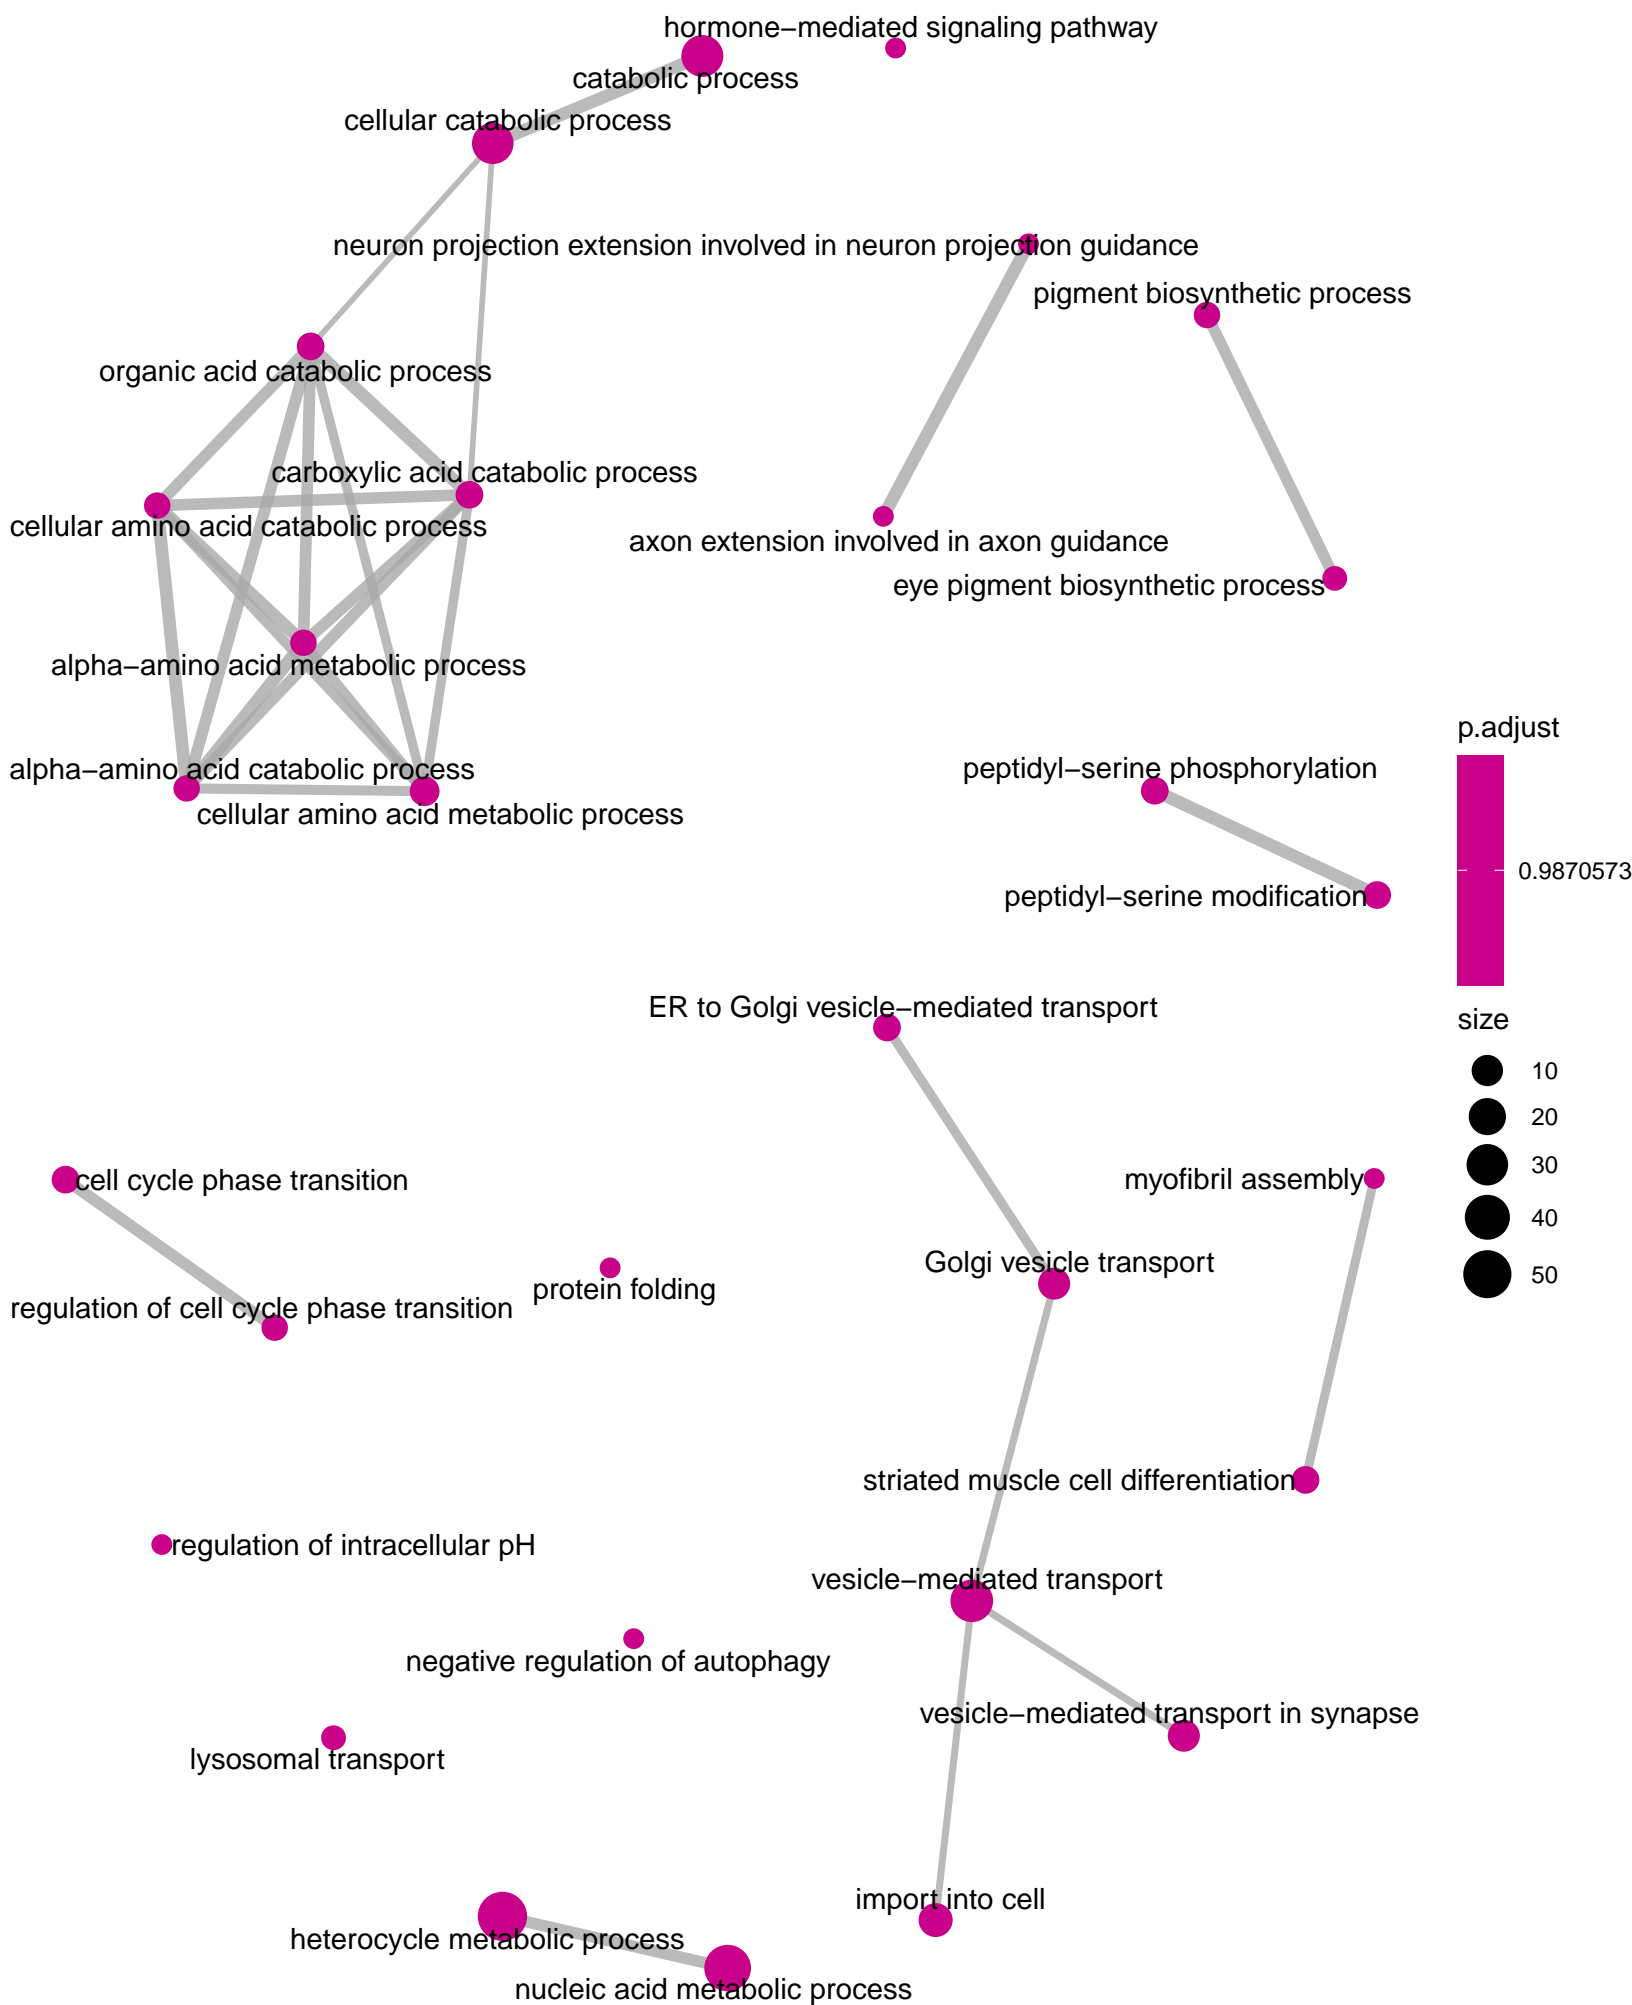 hormone−mediated signaling pathway
catabolic process
cellular catabolic process
neuron projection extension involved in neuron projection guidance
pigment biosynthetic process
organic acid catabolic process
carboxylic acid catabolic process
cellular amino acid catabolic process
axon extension involved in axon guidance
eye pigment biosynthetic process
alpha−amino acid metabolic process
alpha−amino acid catabolic process
cellular amino acid metabolic process
peptidyl−serine phosphorylation
peptidyl−serine modification
p.adjust
0.9870573
ER to Golgi vesicle−mediated transport
size
10
20
30
40
50
cell cycle phase transition
myofibril assembly
Golgi vesicle transport
protein folding
regulation of cell cycle phase transition
striated muscle cell differentiation
regulation of intracellular pH
vesicle−mediated transport
negative regulation of autophagy
vesicle−mediated transport in synapse
lysosomal transport
import into cell
heterocycle metabolic process
nucleic acid metabolic process